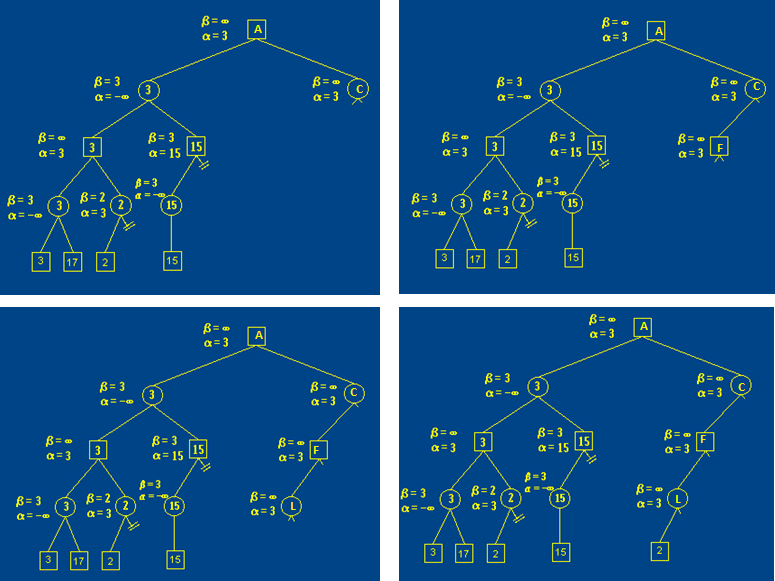 β = ∞
α = 3
A
β = 3
α = −∞
3
β = ∞
α = 3
C
β = ∞
α = 3
3
β = 3
α = 15
15
β = 3
α = −∞
3
β = 2
α = 3
2
β = 3
α = −∞
15
3
17
2
15
β = ∞
α = 3
A
β = 3
α = −∞
3
β = ∞
α = 3
C
β = ∞
α = 3
3
β = 3
α = 15
15
β = ∞
α = 3
F
β = 3
α = −∞
3
β = 2
α = 3
2
β = 3
α = −∞
15
3
17
2
15
β = ∞
α = 3
A
β = 3
α = −∞
3
β = ∞
α = 3
C
β = ∞
α = 3
3
β = 3
α = 15
15
β = ∞
α = 3
F
β = 3
α = −∞
3
β = 2
α = 3
2
β = 3
α = −∞
15
β = ∞
α = 3
L
3
17
2
15
β = ∞
α = 3
A
β = 3
α = −∞
3
β = ∞
α = 3
C
β = ∞
α = 3
3
β = 3
α = 15
15
β = ∞
α = 3
F
β = 3
α = −∞
3
β = 2
α = 3
2
β = 3
α = −∞
15
β = ∞
α = 3
L
3
17
2
15
2